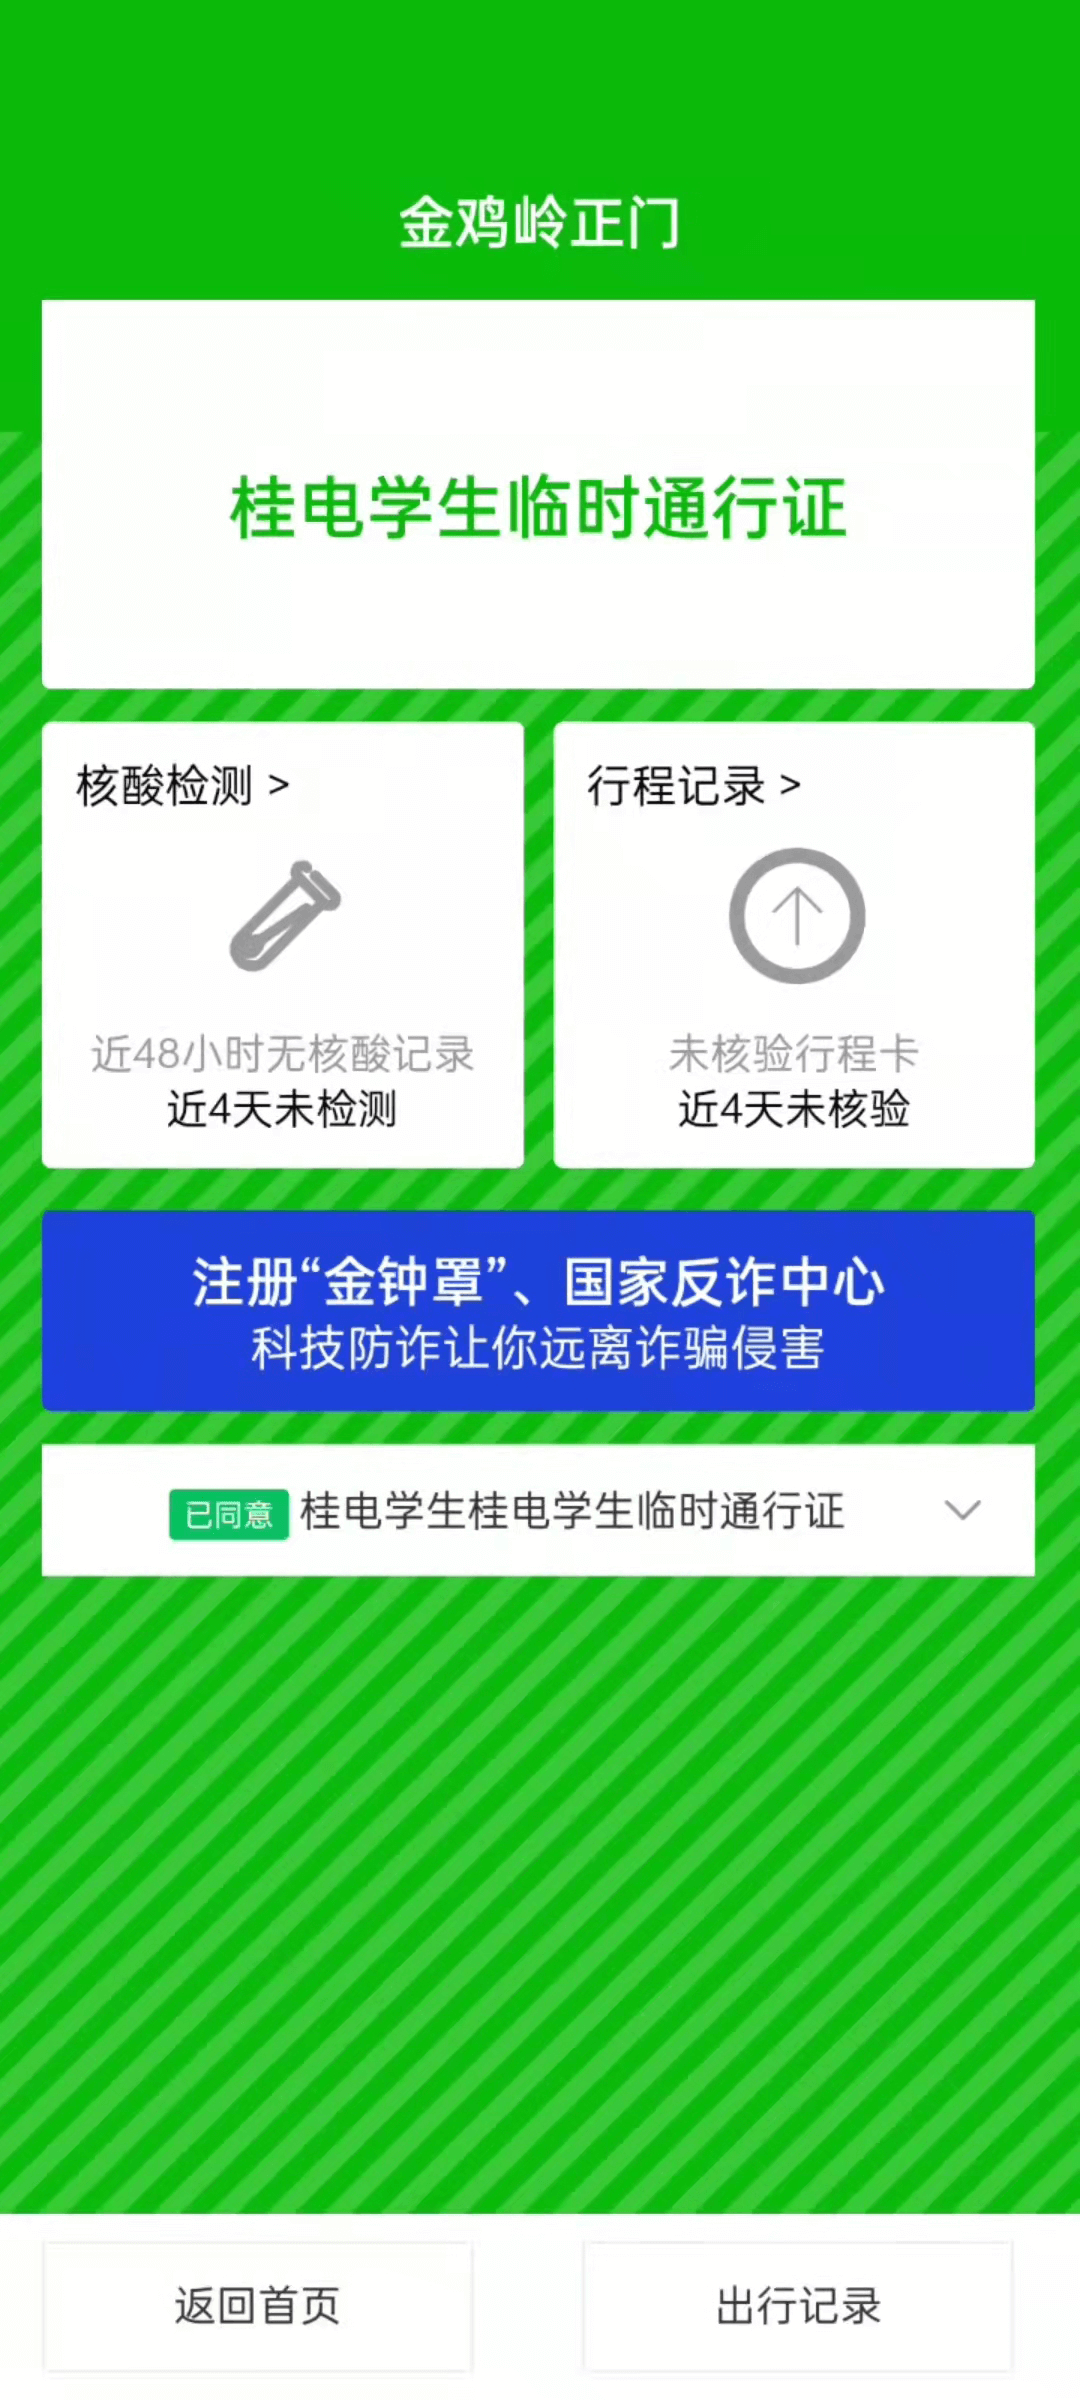 金鸡岭正门
桂电学生临时通行证
核酸检测 >
行程记录 >
近48小时无核酸记录
近4天未检测
未核验行程卡
近4天未核验
注册“金钟罩”、国家反诈中心
科技防诈让你远离诈骗侵害
已同意 桂电学生桂电学生临时通行证
返回首页
出行记录